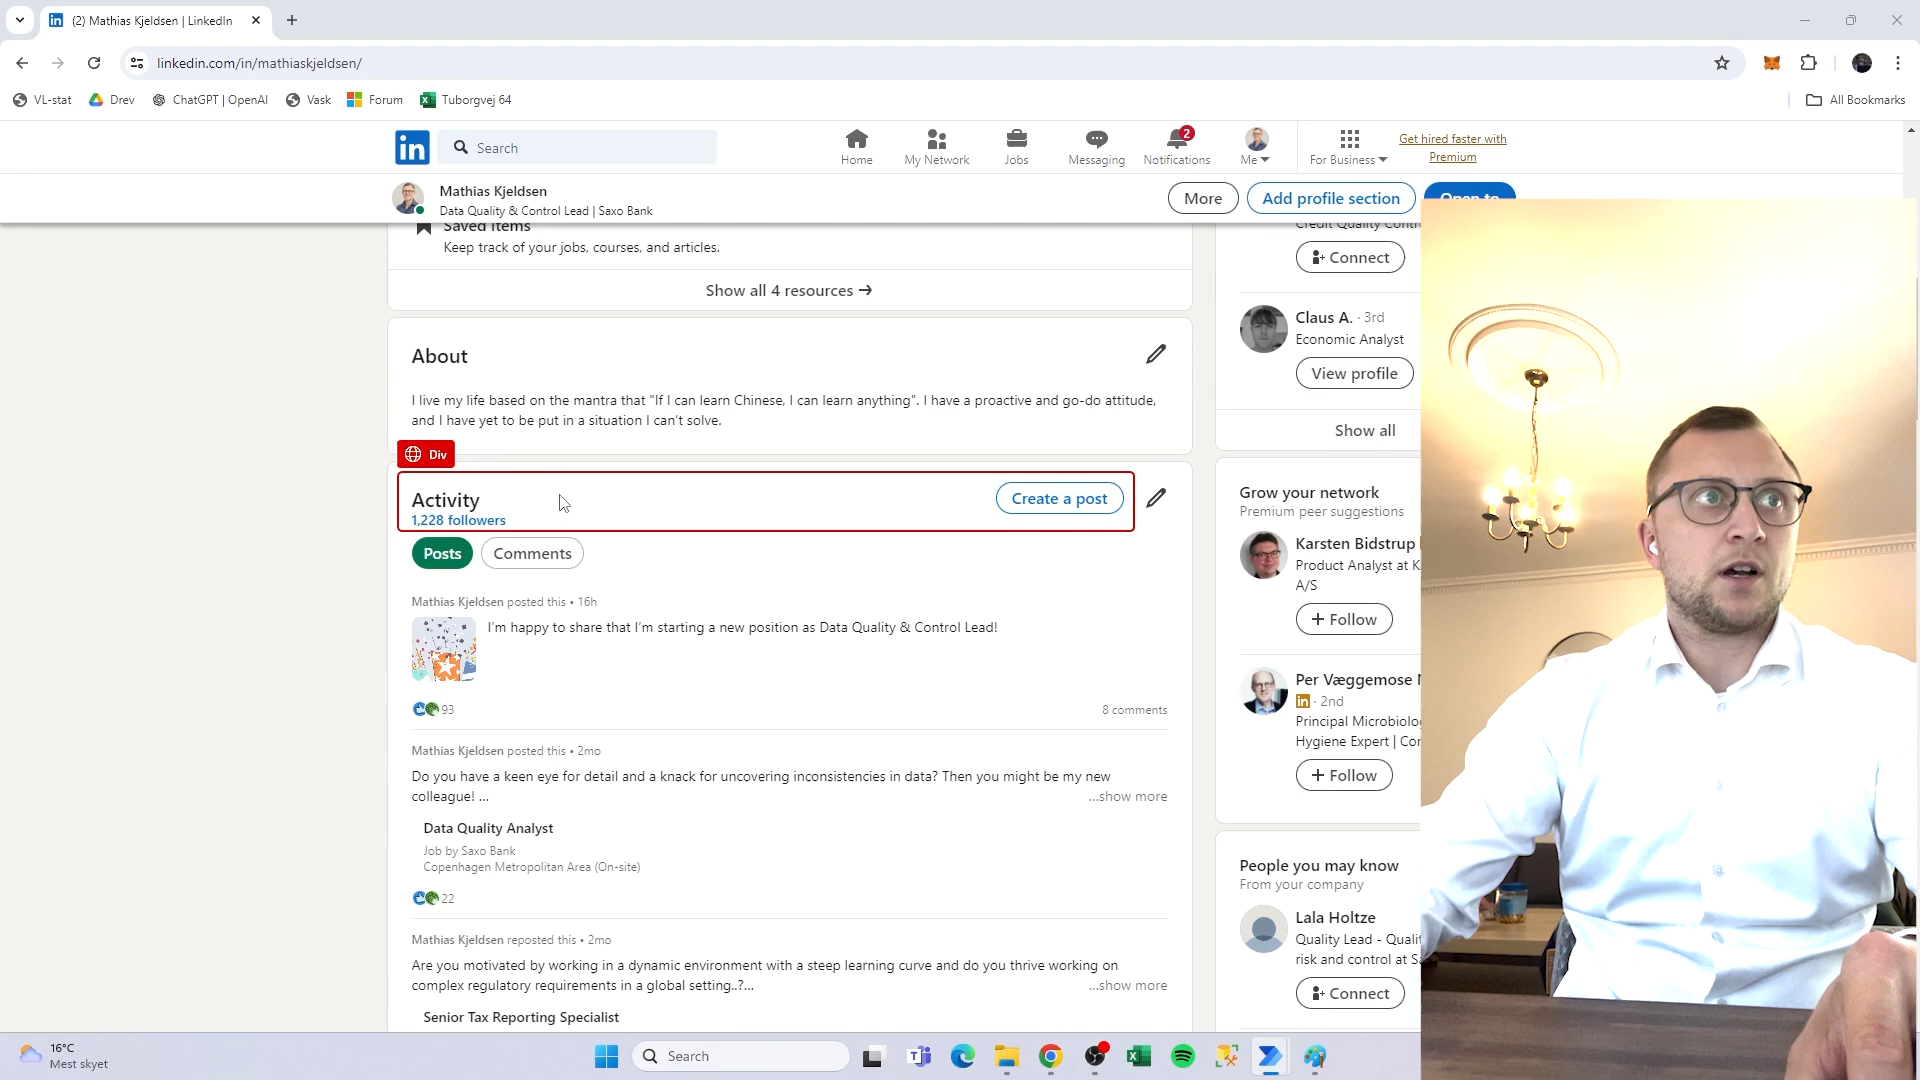 (2) Mathias Kjeldsen | LinkedIn
linkedin.com/in/mathiaskjeldsen/
VL-stat
Drev
ChatGPT | OpenAI
Vask
Forum
Tuborgvej 64
All Bookmarks
in
Search
Home
My Network
Jobs
Messaging
2
Notifications
Me
For Business
Get hired faster with
Premium
Mathias Kjeldsen
Data Quality & Control Lead | Saxo Bank
More
Add profile section
Open to
Saved items
Keep track of your jobs, courses, and articles.
Show all 4 resources →
About
I live my life based on the mantra that "If I can learn Chinese, I can learn anything". I have a proactive and go-do attitude,
and I have yet to be put in a situation I can't solve.
Div
Activity
1,228 followers
Create a post
Posts
Comments
Mathias Kjeldsen posted this • 16h
I'm happy to share that I'm starting a new position as Data Quality & Control Lead!
93
8 comments
Mathias Kjeldsen posted this • 2mo
Do you have a keen eye for detail and a knack for uncovering inconsistencies in data? Then you might be my new
colleague! ...
...show more
Data Quality Analyst
Job by Saxo Bank
Copenhagen Metropolitan Area (On-site)
22
Mathias Kjeldsen reposted this • 2mo
Are you motivated by working in a dynamic environment with a steep learning curve and do you thrive working on
complex regulatory requirements in a global setting..?...
...show more
Senior Tax Reporting Specialist
Credit Quality
Connect
Claus A. · 3rd
Economic Analyst
View profile
Show all
Grow your network
Premium peer suggestions
Karsten Bidstrup
Product Analyst at K
A/S
+ Follow
Per Væggemose
in · 2nd
Principal
Hygiene Expert |
+ Follow
People you may know
From your company
Lala Holtze
Quality Lead -
risk and control at
Connect
16°C
Mest skyet
Search